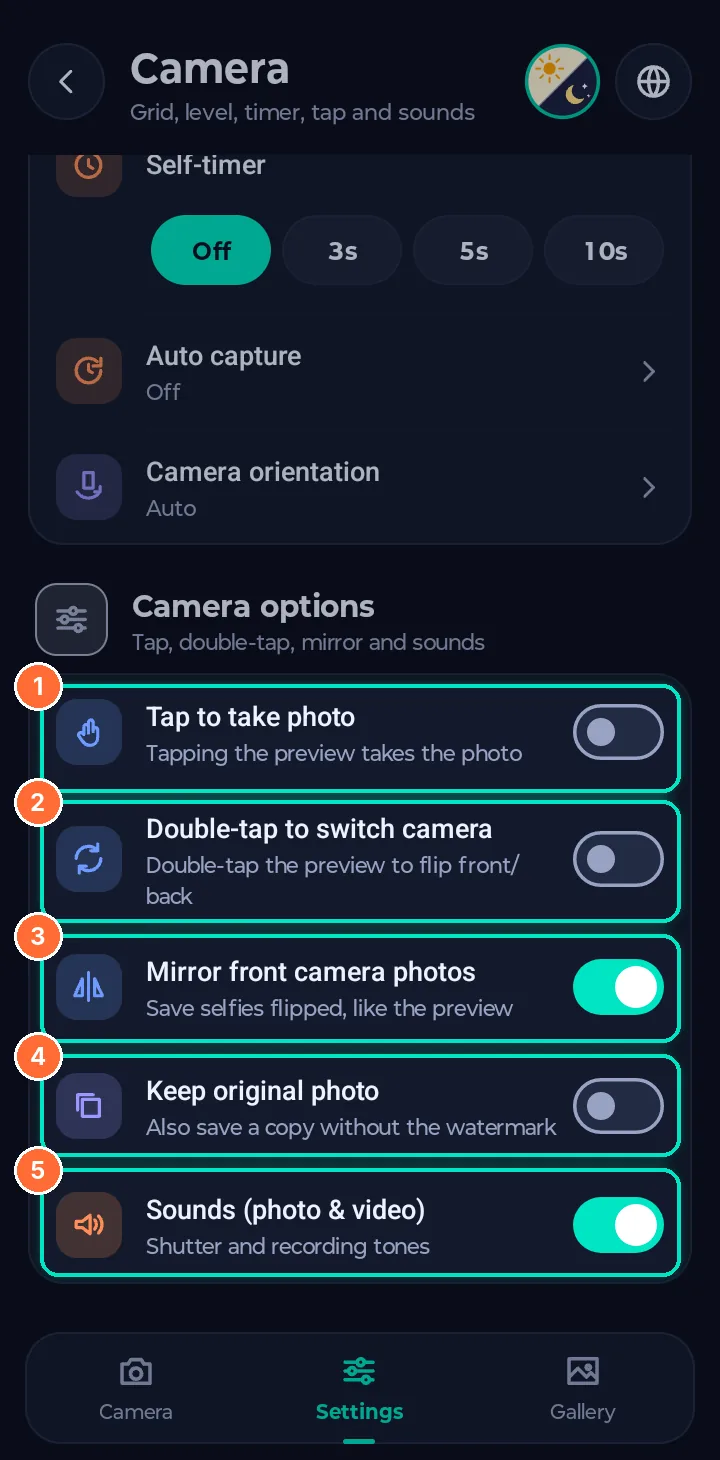 Camera
Grid, level, timer, tap and sounds
Self-timer
Off 3s 5s 10s
Auto capture
Off
Camera orientation
Auto
Camera options
Tap, double-tap, mirror and sounds
1
Tap to take photo
Tapping the preview takes the photo
2
Double-tap to switch camera
Double-tap the preview to flip front/
back
3
Mirror front camera photos
Save selfies flipped, like the preview
4
Keep original photo
Also save a copy without the watermark
5
Sounds (photo & video)
Shutter and recording tones
Camera Settings Gallery